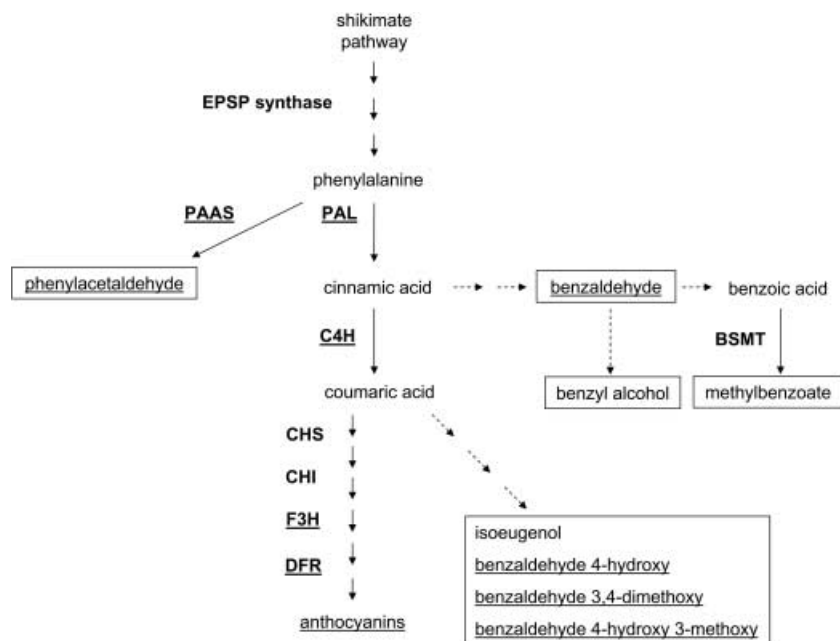 shikimate
pathway
EPSP synthase
phenylalanine
PAAS
PAL
phenylacetaldehyde
cinnamic acid
benzaldehyde
benzoic acid
C4H
BSMT
coumaric acid
benzyl alcohol
methylbenzoate
CHS
CHI
F3H
DFR
anthocyanins
isoeugenol
benzaldehyde 4-hydroxy
benzaldehyde 3,4-dimethoxy
benzaldehyde 4-hydroxy 3-methoxy